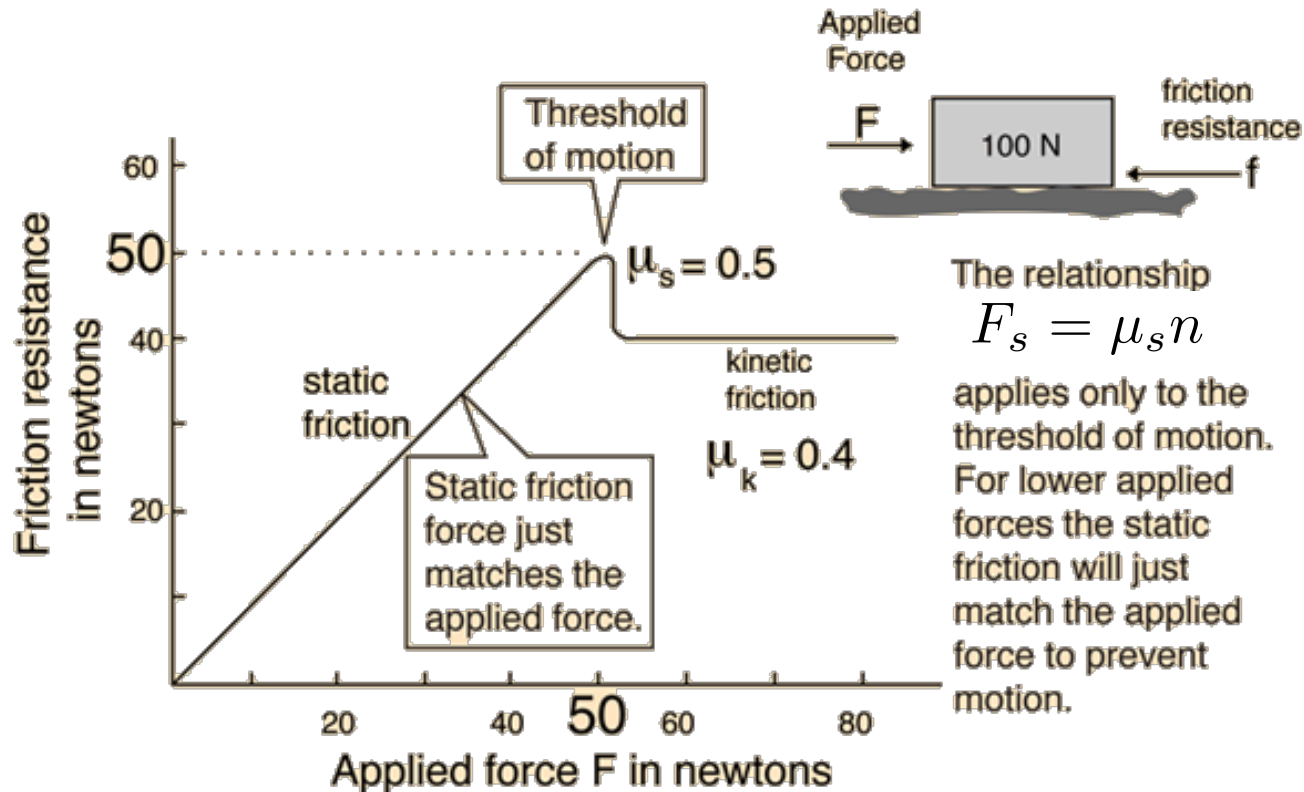 Applied
Force
F
100 N
friction
resistance
f
Threshold
of motion
60
50
40
20
Friction resistance
in newtons
μs = 0.5
static
friction
kinetic
friction
μk = 0.4
Static friction
force just
matches the
applied force.
20
40
50
60
80
Applied force F in newtons
The relationship
Fs = μsn
applies only to the
threshold of motion.
For lower applied
forces the static
friction will just
match the applied
force to prevent
motion.